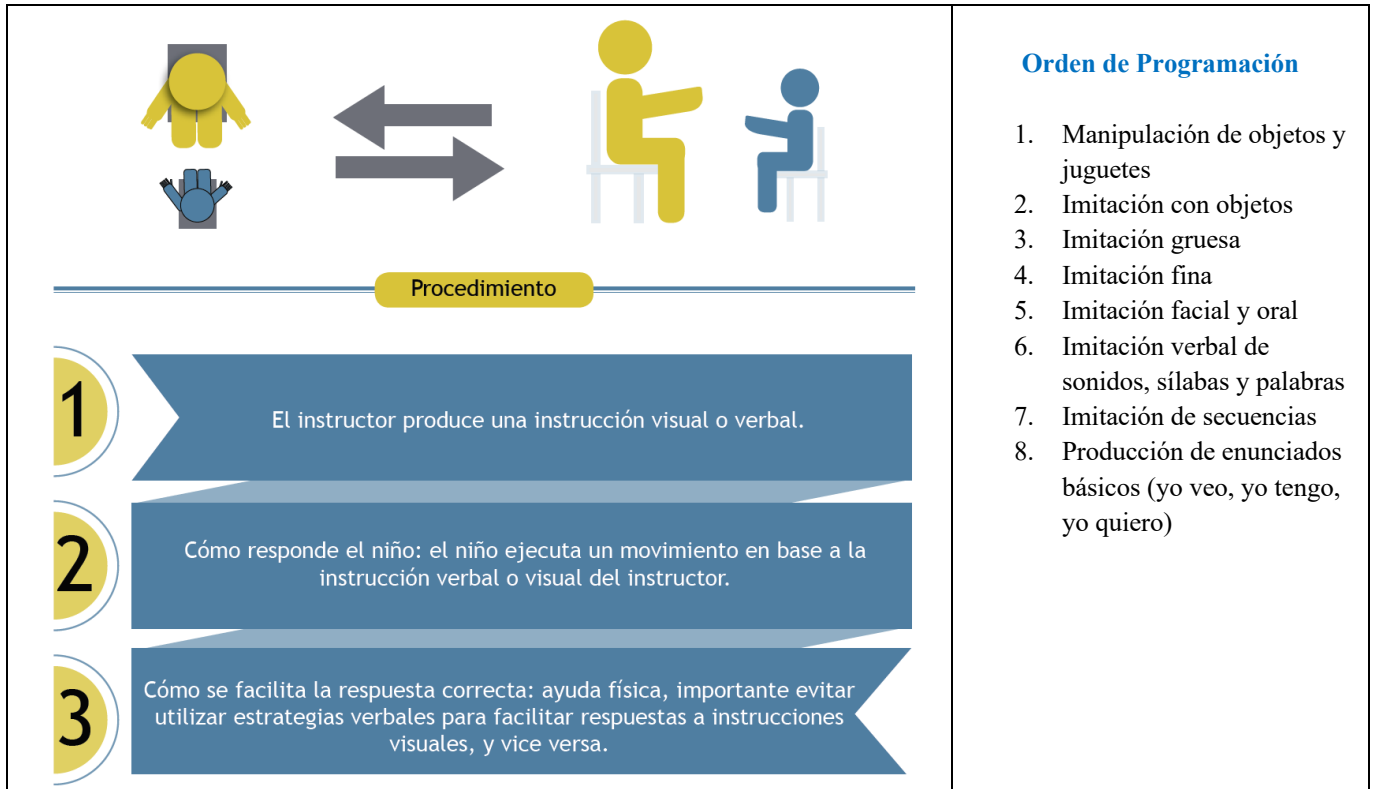 Procedimiento
1
El instructor produce una instrucción visual o verbal.
2
Cómo responde el niño: el niño ejecuta un movimiento en base a la
instrucción verbal o visual del instructor.
3
Cómo se facilita la respuesta correcta: ayuda física, importante evitar
utilizar estrategias verbales para facilitar respuestas a instrucciones
visuales, y vice versa.
Orden de Programación
1. Manipulación de objetos y
juguetes
2. Imitación con objetos
3. Imitación gruesa
4. Imitación fina
5. Imitación facial y oral
6. Imitación verbal de
sonidos, sílabas y palabras
7. Imitación de secuencias
8. Producción de enunciados
básicos (yo veo, yo tengo,
yo quiero)